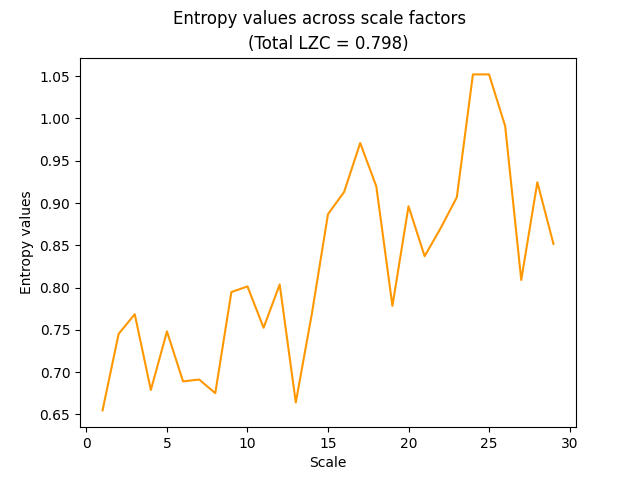 Entropy values across scale factors
(Total LZC = 0.798)
1.05
1.00
0.95
0.90
0.85
0.80
0.75
0.70
0.65
Entropy values
0 5 10 15 20 25 30
Scale